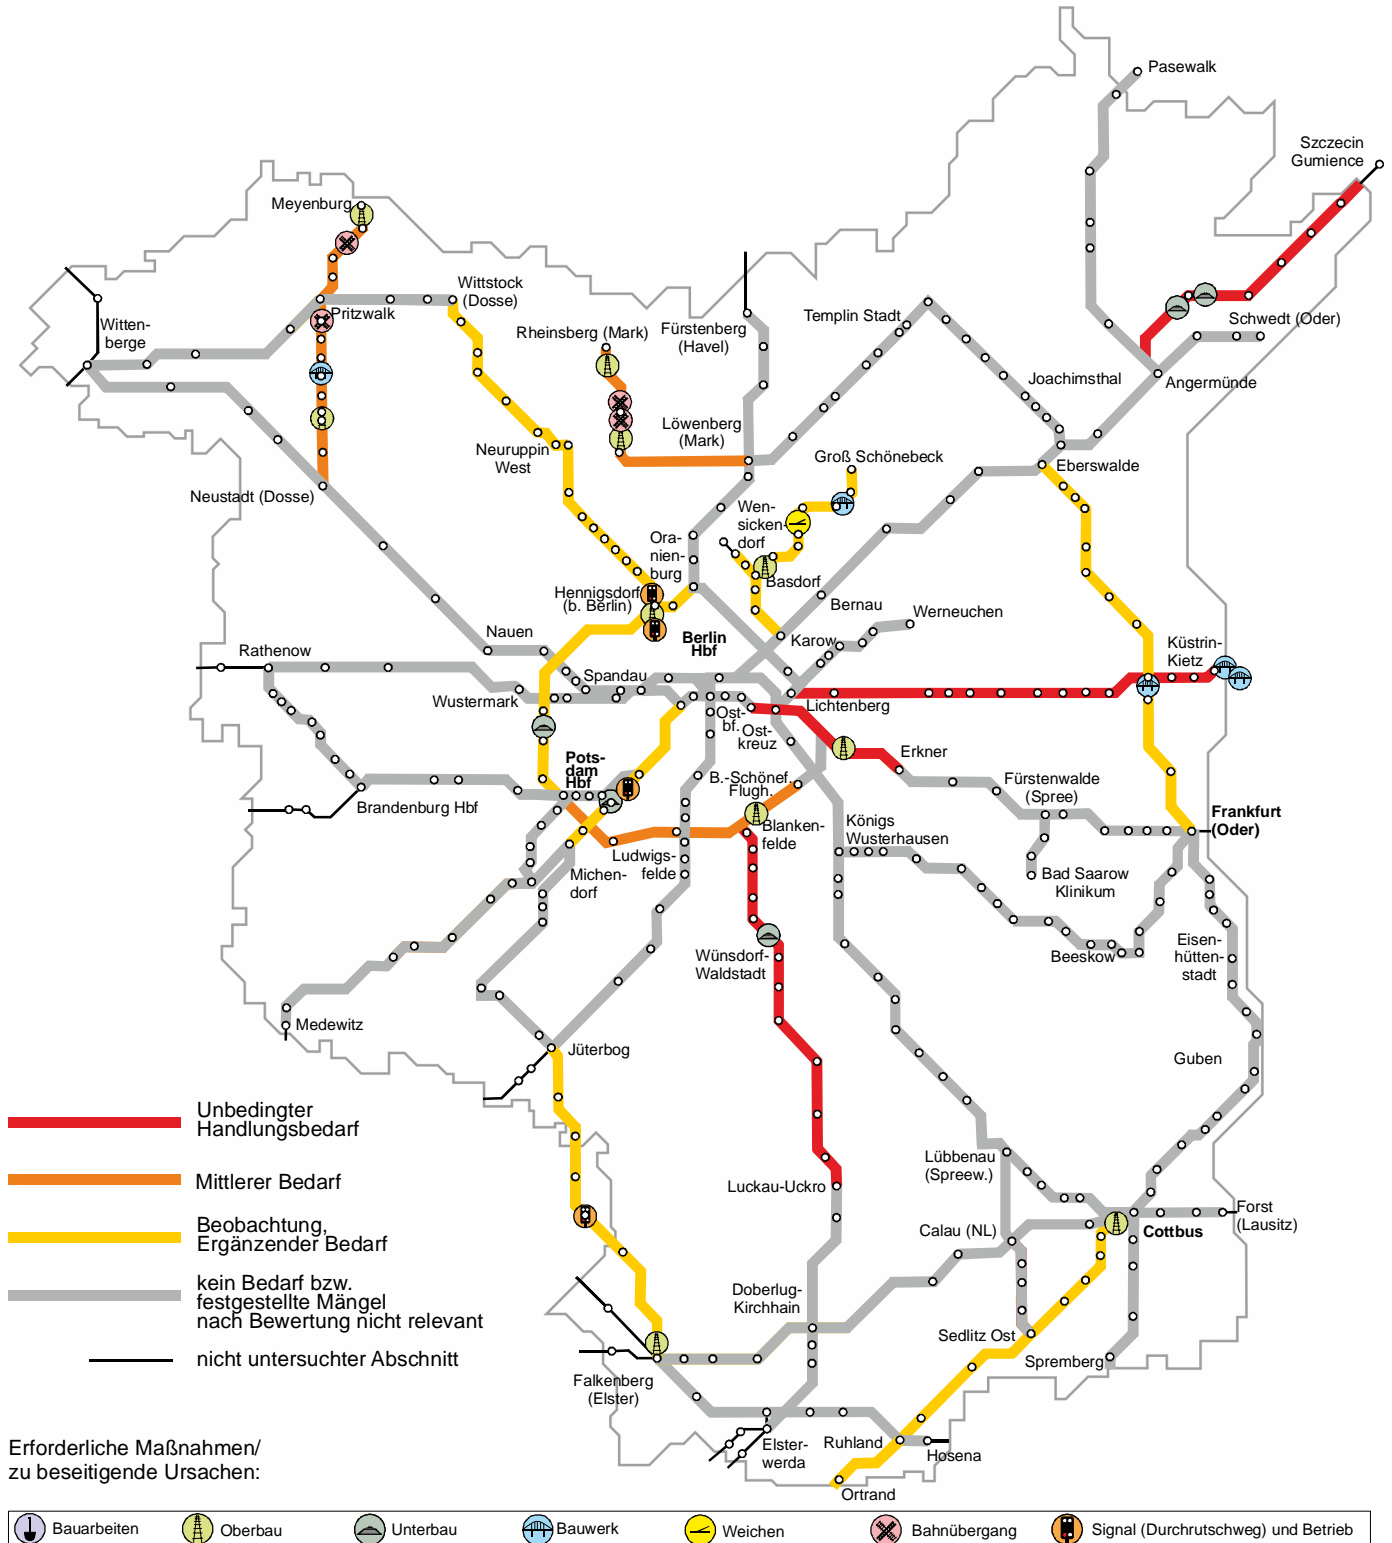 Pasewalk
Szczecin
Gumience
Meyenburg
Wittstock
(Dosse)
Pritzwalk
Witten-
berge
Rheinsberg (Mark)
Fürstenberg
(Havel)
Templin Stadt
Schwedt (Oder)
Joachimsthal
Angermünde
Löwenberg
(Mark)
Neuruppin
West
Groß Schönebeck
Eberswalde
Neustadt (Dosse)
Wen-
sicken-
dorf
Ora-
nien-
burg
Basdorf
Hennigsdorf
(b. Berlin)
Bernau
Werneuchen
Nauen
Berlin
Hbf
Karow
Küstrin-
Kietz
Rathenow
Spandau
Wustermark
Lichtenberg
Ost-
bf.
Ost-
kreuz
Erkner
Pots-
dam
Hbf
B.-Schönef.
Flugh.
Fürstenwalde
(Spree)
Brandenburg Hbf
Blanken-
felde
Königs
Wusterhausen
Frankfurt
(Oder)
Ludwigs-
felde
Michen-
dorf
Bad Saarow
Klinikum
Wünsdorf-
Waldstadt
Beeskow
Eisen-
hütten-
stadt
Medewitz
Jüterbog
Guben
Unbedingter
Handlungsbedarf
Mittlerer Bedarf
Beobachtung,
Ergänzender Bedarf
kein Bedarf bzw.
festgestellte Mängel
nach Bewertung nicht relevant
nicht untersuchter Abschnitt
Lübbenau
(Spreew.)
Luckau-Uckro
Forst
(Lausitz)
Calau (NL)
Cottbus
Doberlug-
Kirchhain
Sedlitz Ost
Spremberg
Falkenberg
(Elster)
Elster-
werda
Ruhland
Hosena
Ortrand
Erforderliche Maßnahmen/
zu beseitigende Ursachen:
Bauarbeiten
Oberbau
Unterbau
Bauwerk
Weichen
Bahnübergang
Signal (Durchrutschweg) und Betrieb